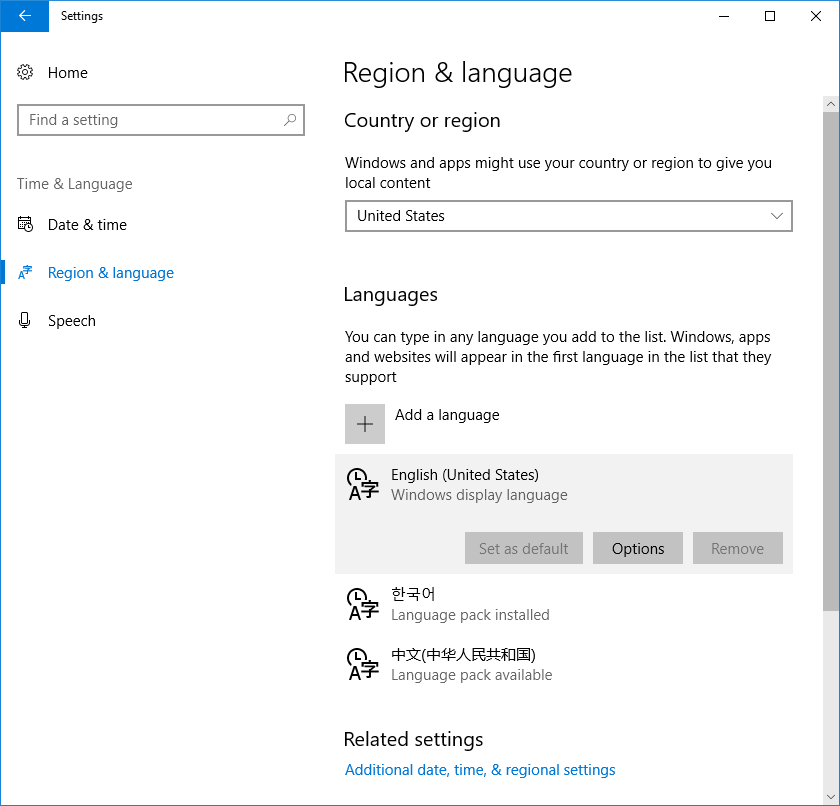 Settings
Home
Find a setting
Time & Language
Date & time
Region & language
Speech
Region & language
Country or region
Windows and apps might use your country or region to give you
local content
United States
Languages
You can type in any language you add to the list. Windows, apps
and websites will appear in the first language in the list that they
support
Add a language
English (United States)
Windows display language
Set as default Options Remove
한국어
Language pack installed
中文(中华人民共和国)
Language pack available
Related settings
Additional date, time, & regional settings